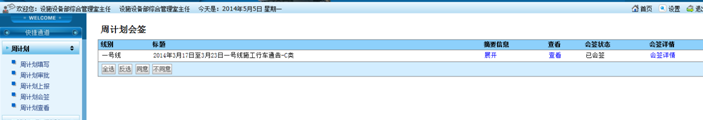 欢迎您: 设施设备部综合管理室主任 设施设备部综合管理室主任 今天是: 2014年5月5日 星期一 首页 设置
WELCOME
快捷通道
周计划
周计划填写
周计划审批
周计划上报
周计划会签
周计划查看
周计划会签
线别 标题 摘要信息 查看 会签状态 会签详情
一号线 2014年3月17日至3月23日一号线施工行车通告-C类 展开 查看 已会签 会签详情
全选 反选 同意 不同意